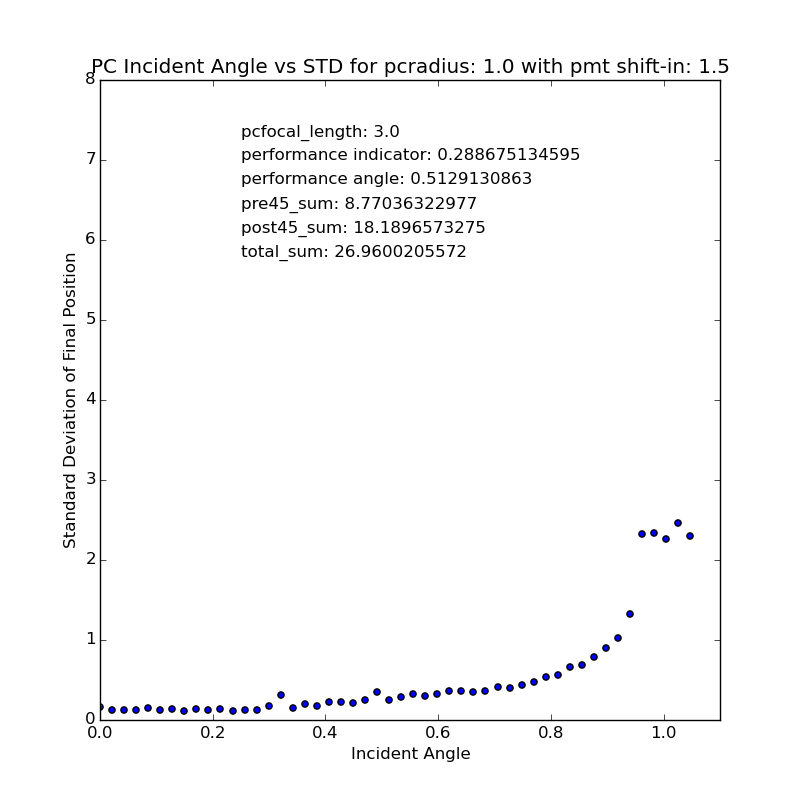 PC Incident Angle vs STD for pcradius: 1.0 with pmt shift-in: 1.5
8
7
6
5
4
3
2
1
0
Standard Deviation of Final Position
pcfocal_length: 3.0
performance indicator: 0.288675134595
performance angle: 0.5129130863
pre45_sum: 8.77036322977
post45_sum: 18.1896573275
total_sum: 26.9600205572
0.0 0.2 0.4 0.6 0.8 1.0
Incident Angle